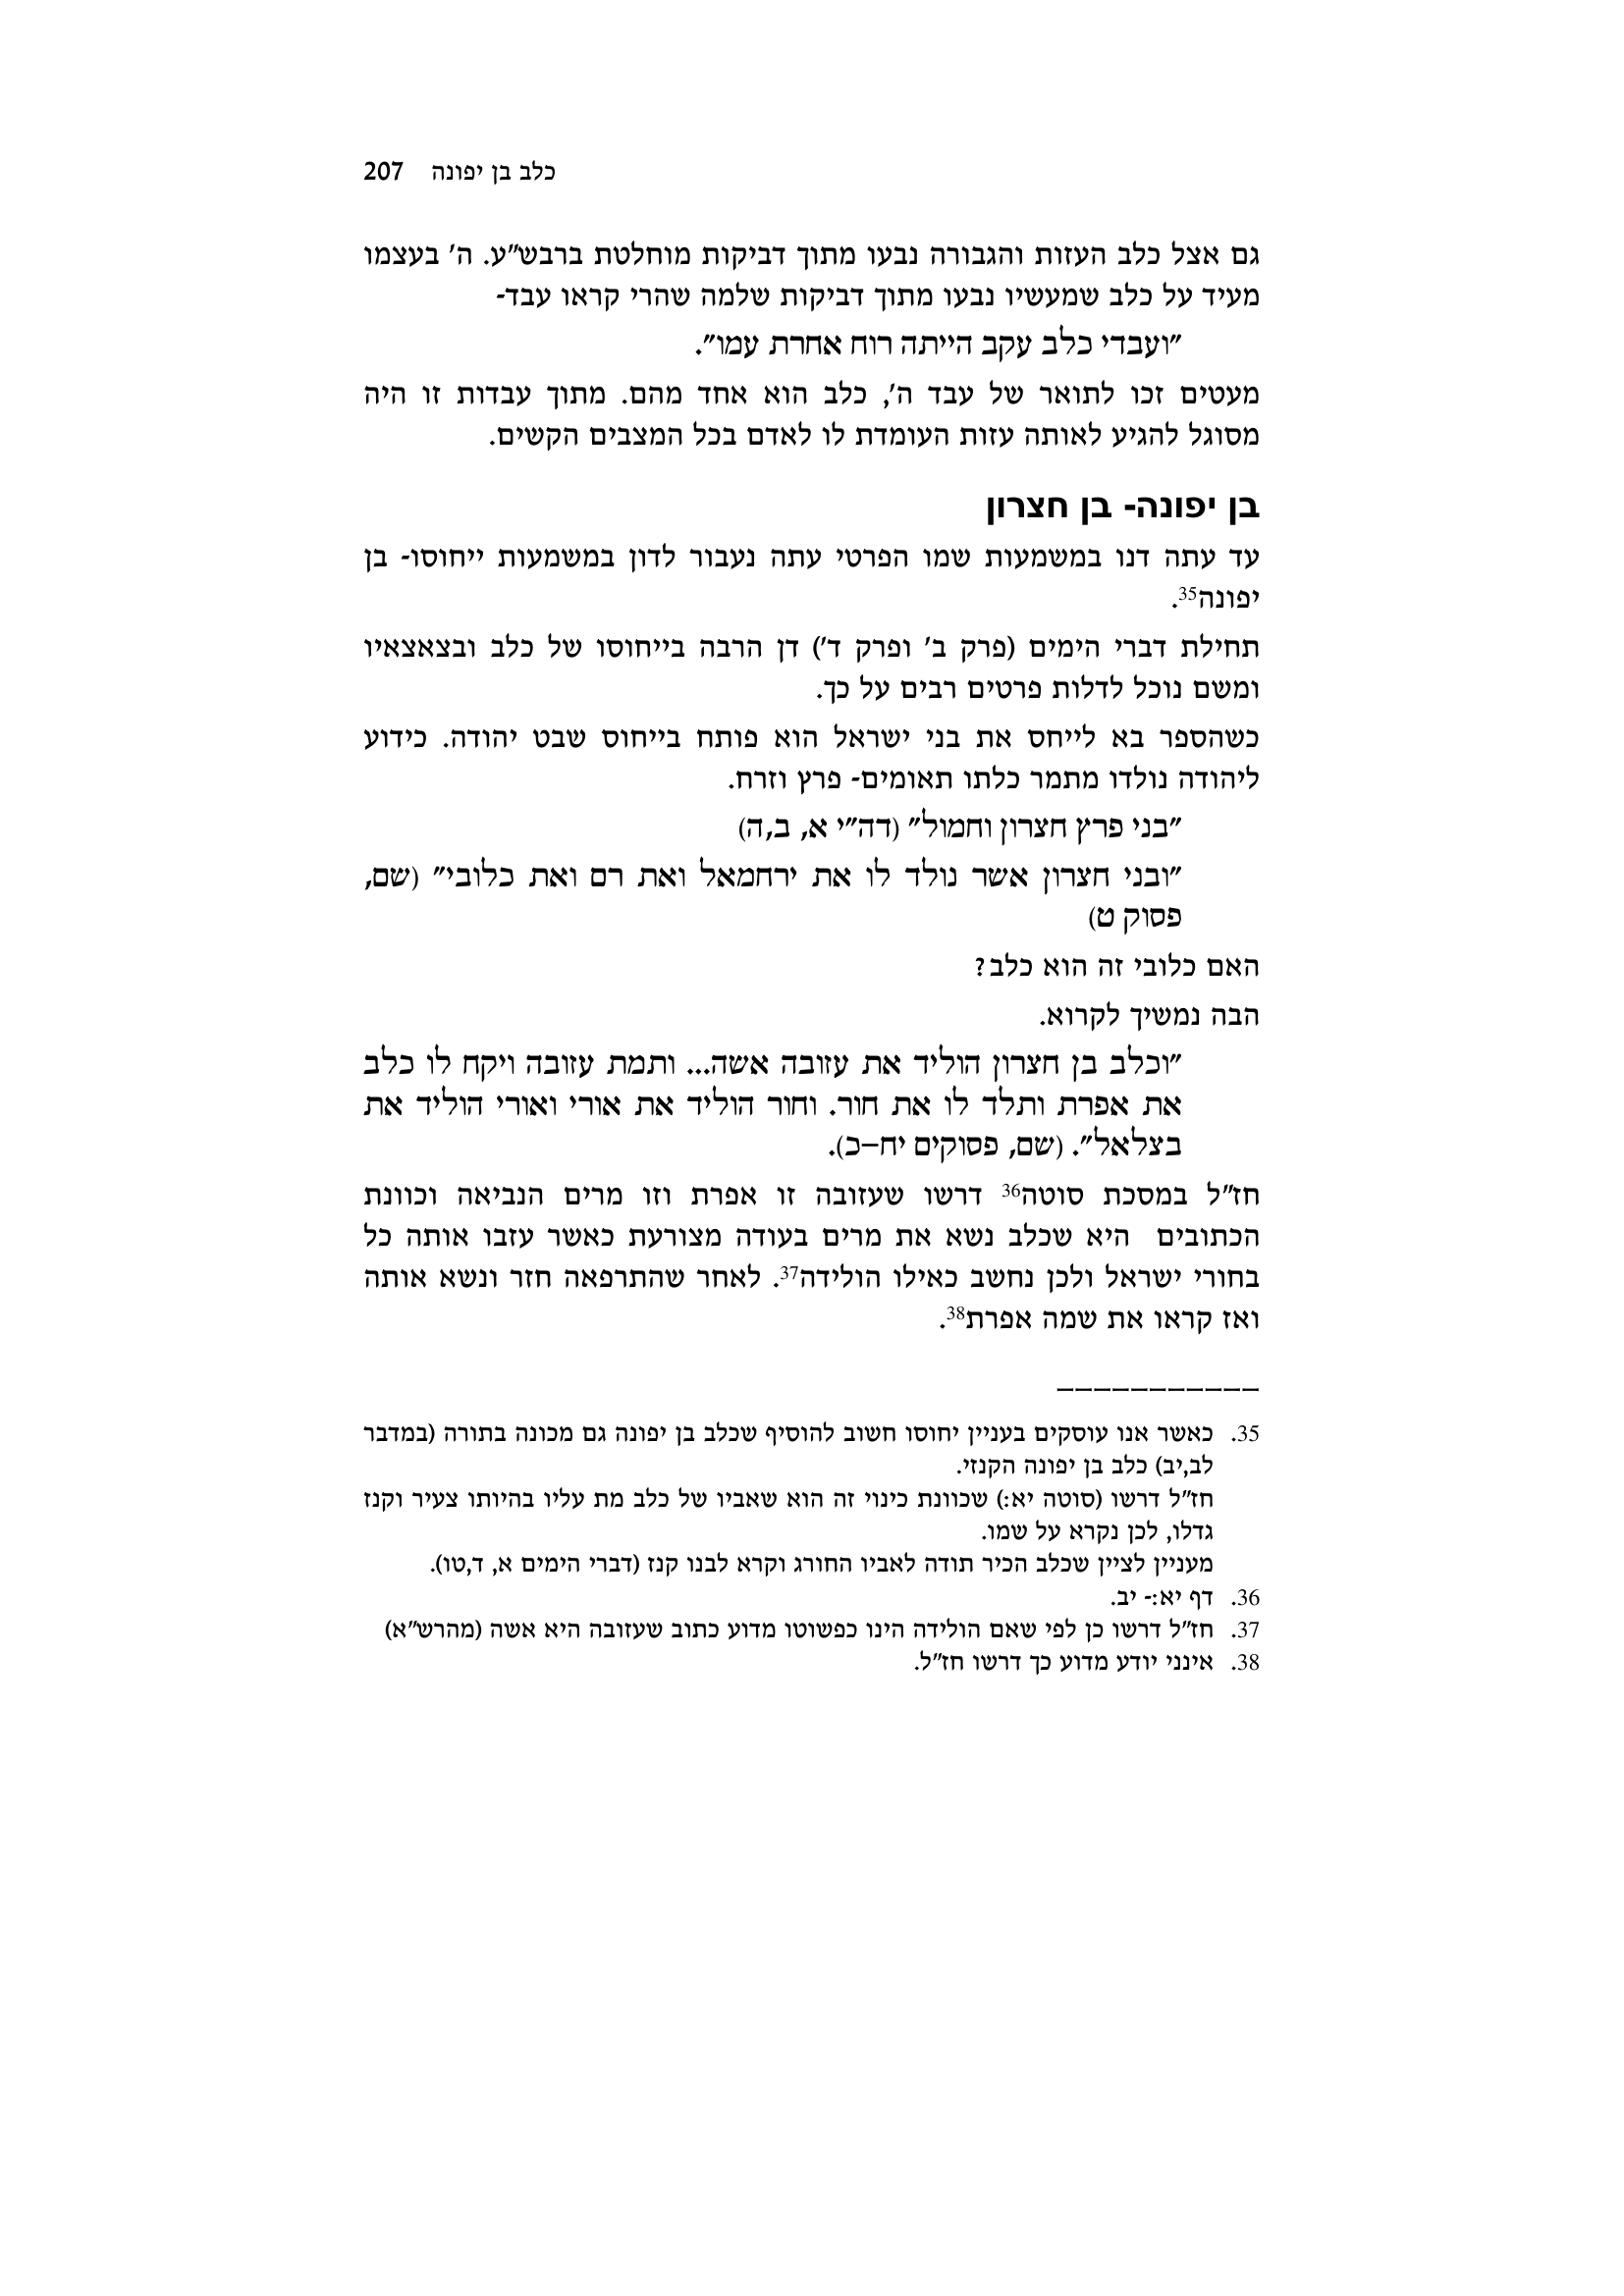 כלב בן יפונה 207
גם אצל כלב העזות והגבורה נבעו מתוך דביקות מוחלטת ברבש"ע. ה' בעצמו
מעיד על כלב שמעשיו נבעו מתוך דביקות שלמה שהרי קראו עבד-
"ועבדי כלב עקב הייתה רוח אחרת עמו".
מעטים זכו לתואר של עבד ה', כלב הוא אחד מהם. מתוך עבדות זו היה
מסוגל להגיע לאותה עזות העומדת לו לאדם בכל המצבים הקשים.
בן יפונה- בן חצרון
עד עתה דנו במשמעות שמו הפרטי עתה נעבור לדון במשמעות ייחוסו- בן
יפונה35.
תחילת דברי הימים (פרק ב' ופרק ד') דן הרבה בייחוסו של כלב ובצאצאיו
ומשם נוכל לדלות פרטים רבים על כך.
כשהספר בא לייחס את בני ישראל הוא פותח בייחוס שבט יהודה. כידוע
ליהודה נולדו מתמר כלתו תאומים- פרץ וזרח.
"בני פרץ חצרון וחמול" (דה"י א, ב,ה)
"ובני חצרון אשר נולד לו את ירחמאל ואת רם ואת כלובי" (שם,
פסוק ט)
האם כלובי זה הוא כלב?
הבה נמשיך לקרוא.
"וכלב בן חצרון הוליד את עזובה אשה... ותמת עזובה ויקח לו כלב
את אפרת ותלד לו את חור. וחור הוליד את אורי ואורי הוליד את
בצלאל". (שם, פסוקים יח–כ).
חז"ל במסכת סוטה36 דרשו שעזובה זו אפרת וזו מרים הנביאה וכוונת
הכתובים היא שכלב נשא את מרים בעודה מצורעת כאשר עזבו אותה כל
בחורי ישראל ולכן נחשב כאילו הולידה37. לאחר שהתרפאה חזר ונשא אותה
ואז קראו את שמה אפרת38.
35. כאשר אנו עוסקים בעניין יחוסו חשוב להוסיף שכלב בן יפונה גם מכונה בתורה (במדבר
לב,יב) כלב בן יפונה הקנזי.
חז"ל דרשו (סוטה יא:) שכוונת כינוי זה הוא שאביו של כלב מת עליו בהיותו צעיר וקנז
גדלו, לכן נקרא על שמו.
מעניין לציין שכלב הכיר תודה לאביו החורג וקרא לבנו קנז (דברי הימים א, ד,טו).
36. דף יא:- יב.
37. חז"ל דרשו כן לפי שאם הולידה הינו כפשוטו מדוע כתוב שעזובה היא אשה (מהרש"א)
38. אינני יודע מדוע כך דרשו חז"ל.